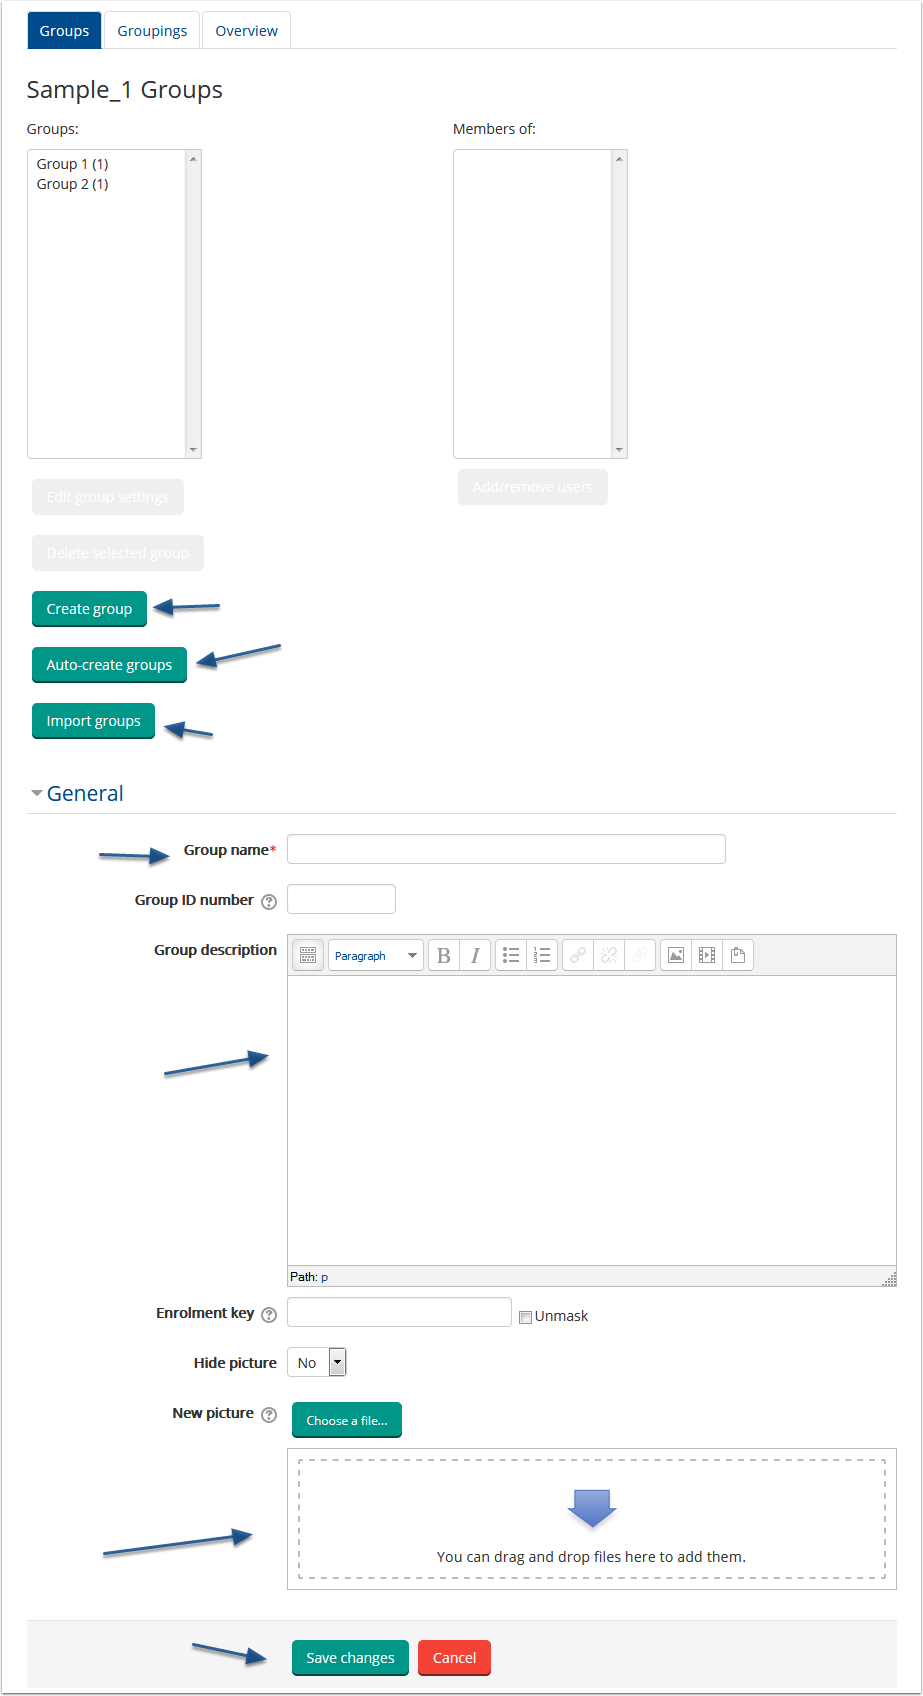 Groups Groupings Overview
Sample_1 Groups
Groups: Members of:
Group 1 (1)
Group 2 (1)
Edit group settings Add/remove users
Delete selected group
Create group
Auto-create groups
Import groups
General
Group name*
Group ID number ?
Group description Paragraph B I
Path: p
Enrolment key ? Unmask
Hide picture No
New picture ? Choose a file...
You can drag and drop files here to add them.
Save changes Cancel